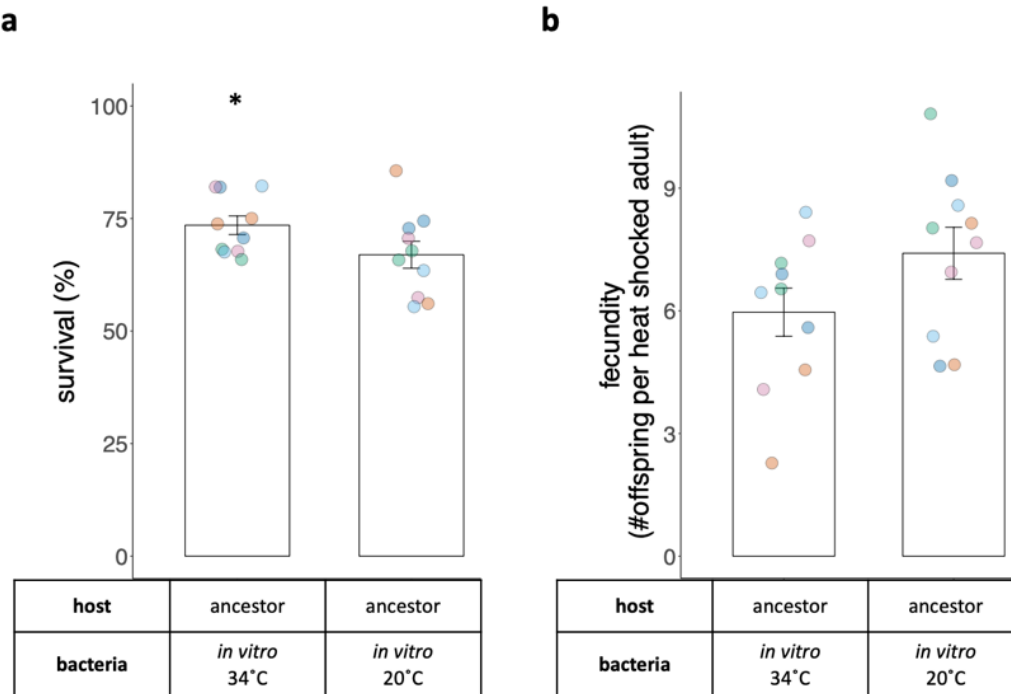 a
b
*
100
75
50
25
0
survival (%)
9
6
3
0
fecundity
(#offspring per heat shocked adult)
host ancestor ancestor
bacteria in vitro in vitro
34˚C 20˚C
host ancestor ancestor
bacteria in vitro in vitro
34˚C 20˚C